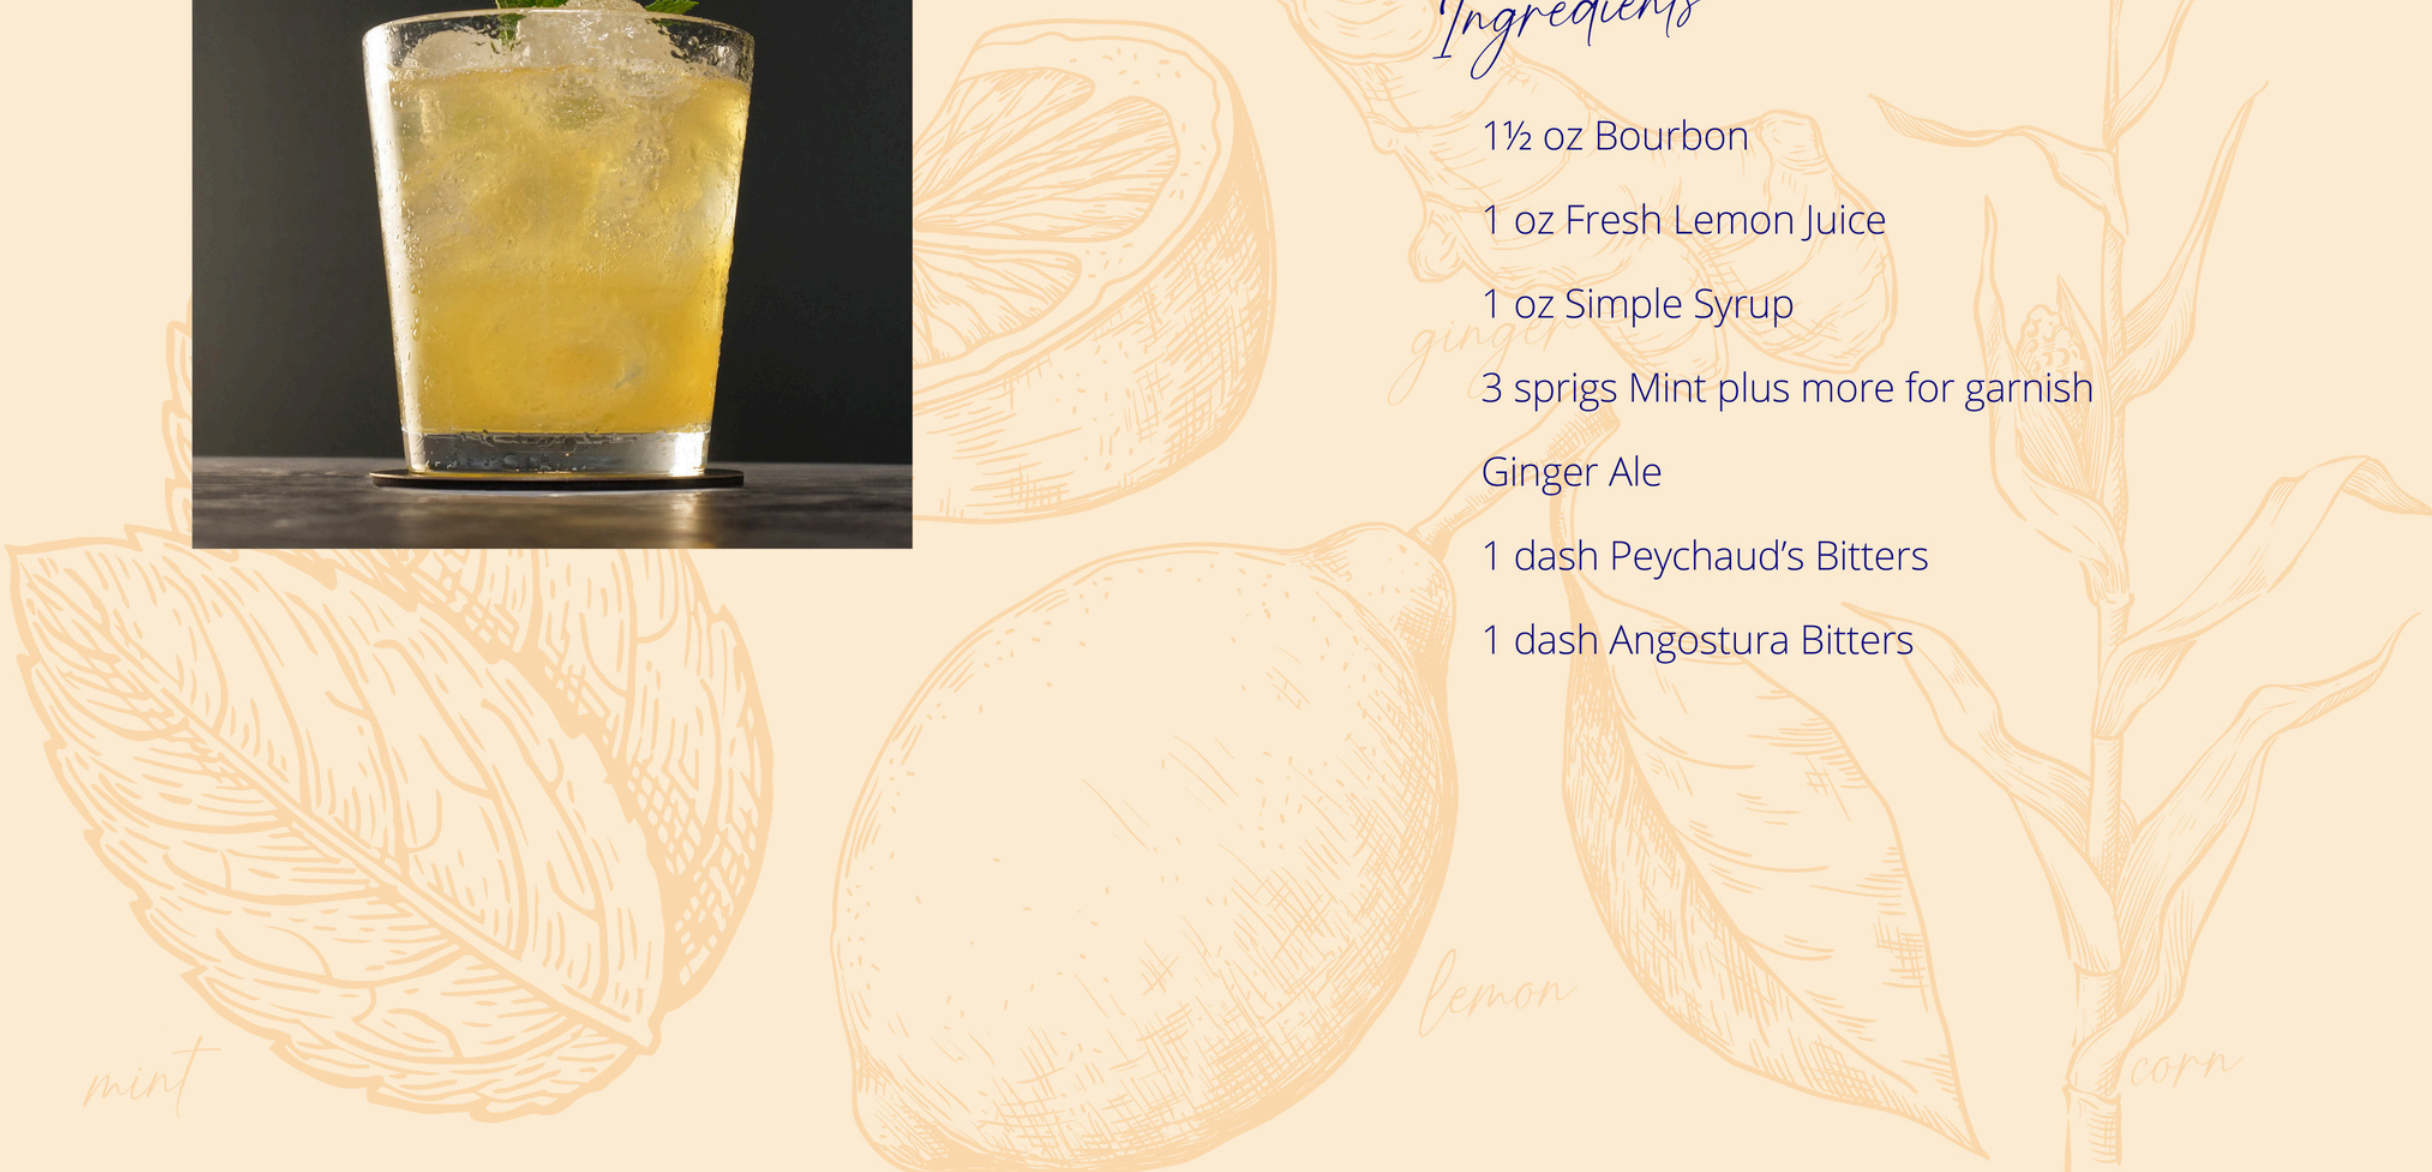 Ingredients
1½ oz Bourbon
1 oz Fresh Lemon Juice
1 oz Simple Syrup
ginger
3 sprigs Mint plus more for garnish
Ginger Ale
1 dash Peychaud’s Bitters
1 dash Angostura Bitters
lemon
mint
corn